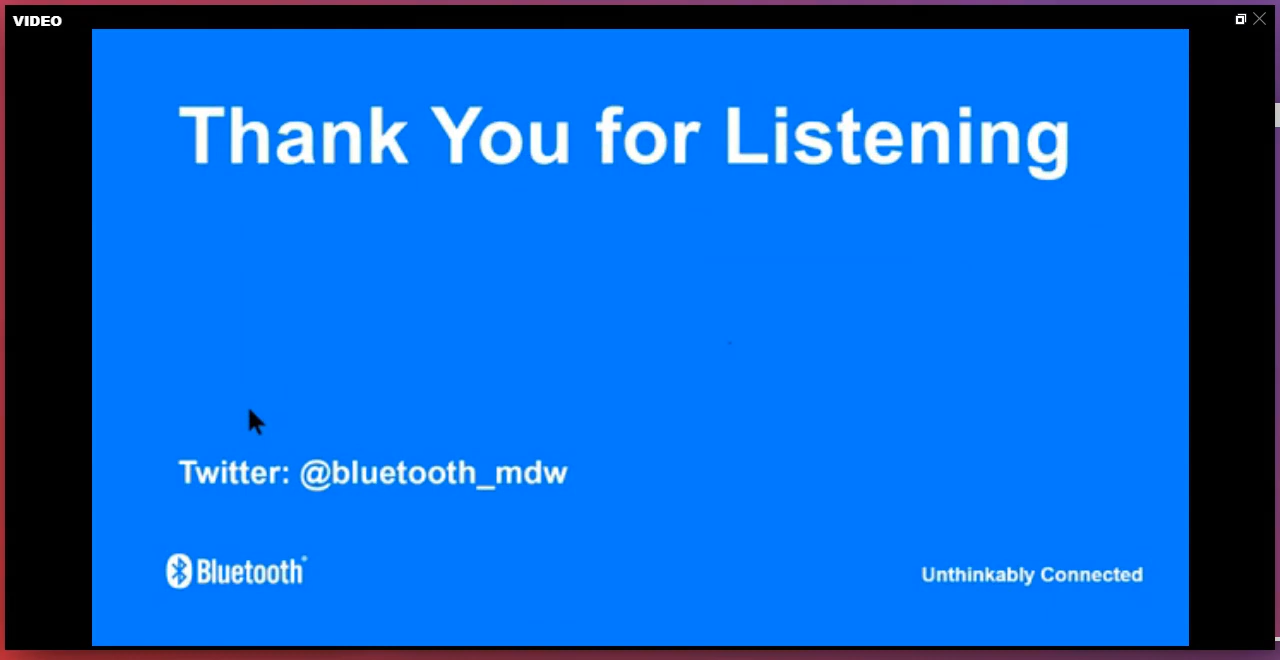 VIDEO
Thank You for Listening
Twitter: @bluetooth_mdw
Bluetooth®
Unthinkably Connected